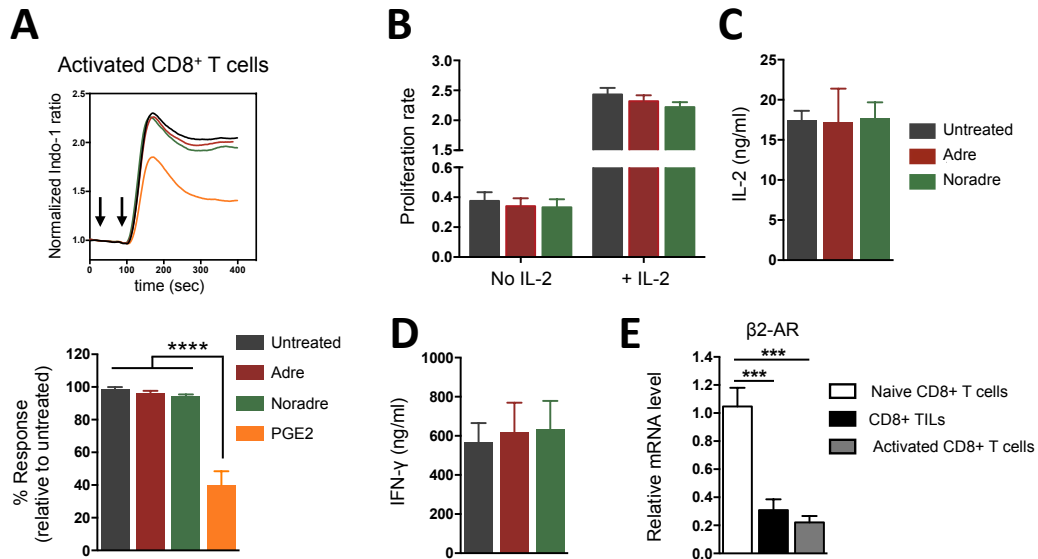 A
Activated CD8+ T cells
Normalized Indo-1 ratio
2.5
2.0
1.5
1.0
0 100 200 300 400
time (sec)
% Response
(relative to untreated)
120
100
80
60
40
20
0
****
Untreated
Adre
Noradre
PGE2
B
Proliferation rate
3.0
2.5
2.0
1.5
0.6
0.4
0.2
0.0
No IL-2 + IL-2
C
IL-2 (ng/ml)
25
20
15
10
5
0
Untreated
Adre
Noradre
D
IFN-γ (ng/ml)
1000
800
600
400
200
0
E
β2-AR
Relative mRNA level
1.4
1.2
1.0
0.8
0.6
0.4
0.2
0.0
***
***
Naive CD8+ T cells
CD8+ TILs
Activated CD8+ T cells